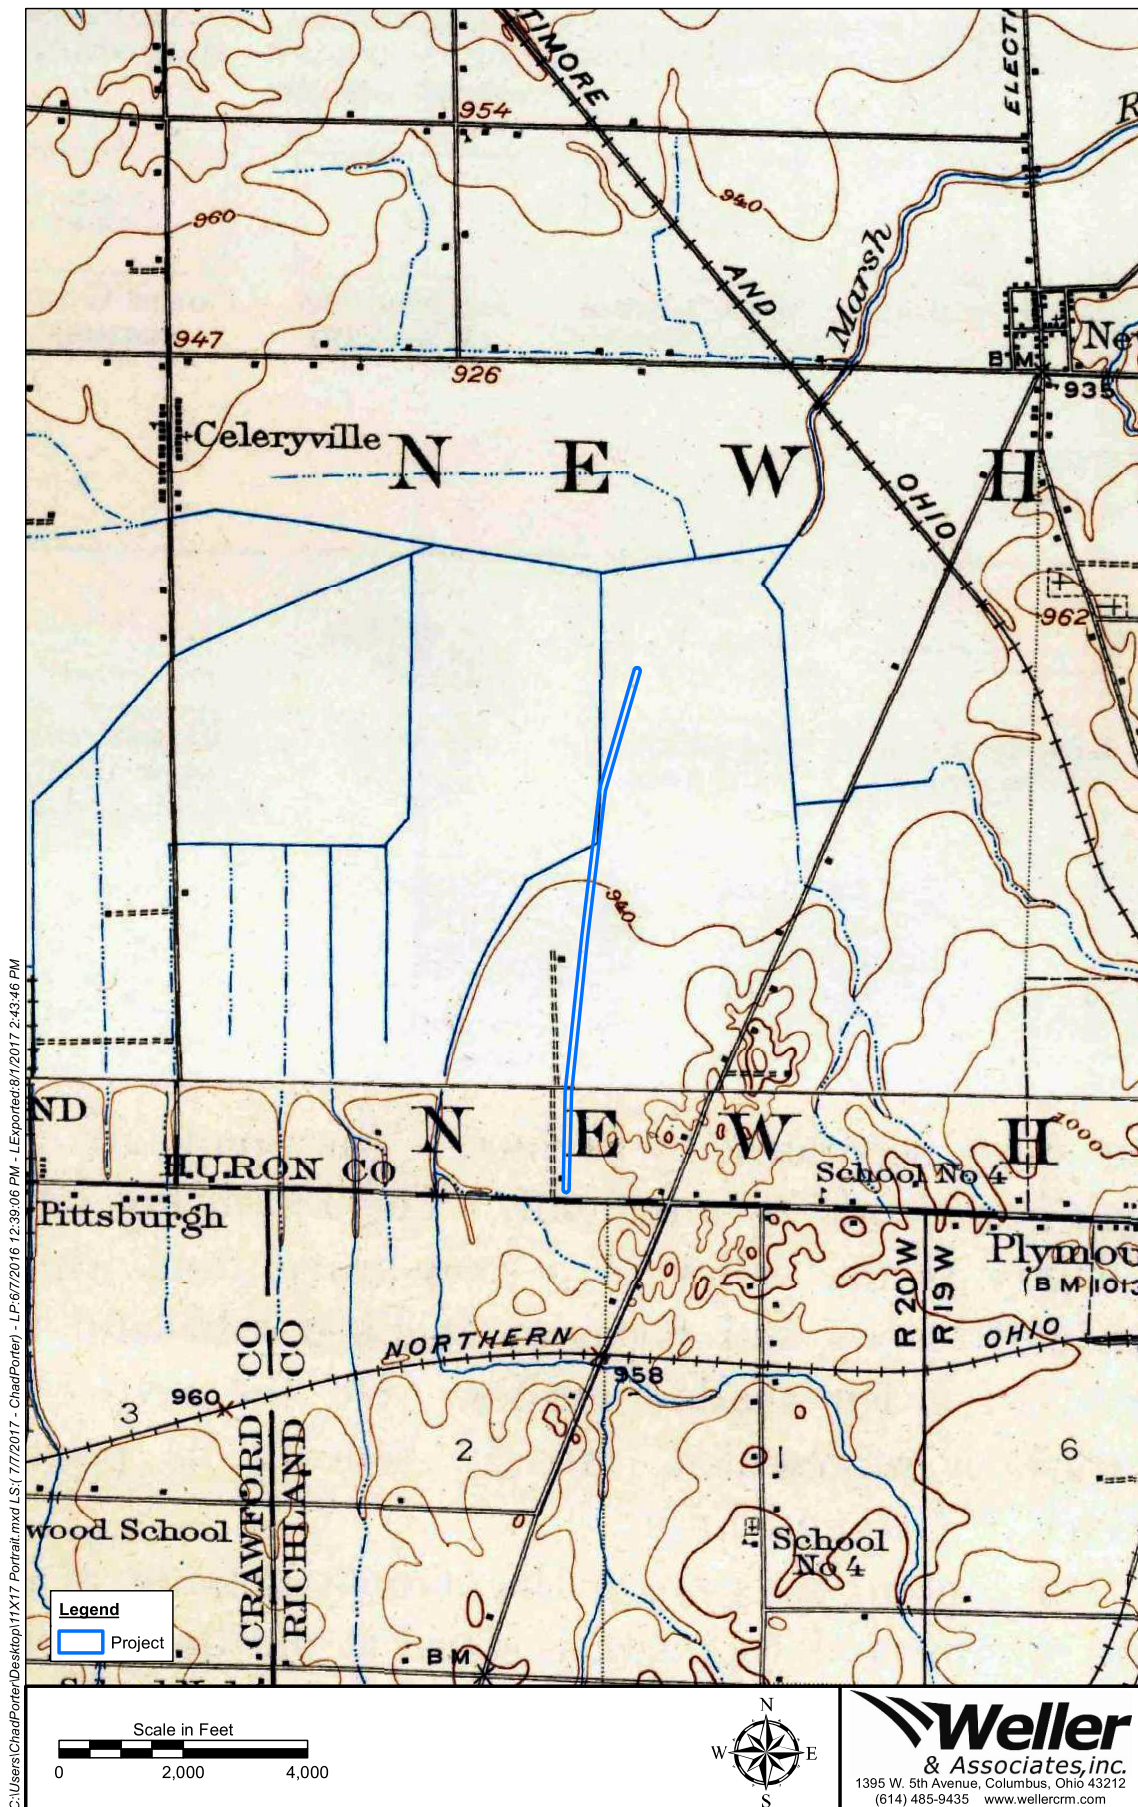 TIMORE
ELECT
R
954
960
940
AND
Marsh
947
926
BM
Ne
935
Celeryville
N E W H
OHIO
962
940
ND
N E W H
1000
HURON CO
School No 4
Pittsburgh
R 20 W
R 19 W
Plymou
(BM 1013
NORTHERN
OHIO
CO
CO
958
960
3
2
1
6
CRAWFORD
RICHLAND
wood School
School
No 4
BM
Legend
Project
C:\Users\ChadPorter\Desktop\11X17 Portrait.mxd LS:( 7/7/2017 - ChadPorter) - LP:6/7/2016 12:39:06 PM - Exported:8/1/2017 2:43:46 PM
Scale in Feet
0 2,000 4,000
N
W E
S
Weller
& Associates,inc.
1395 W. 5th Avenue, Columbus, Ohio 43212
(614) 485-9435 www.wellercrm.com